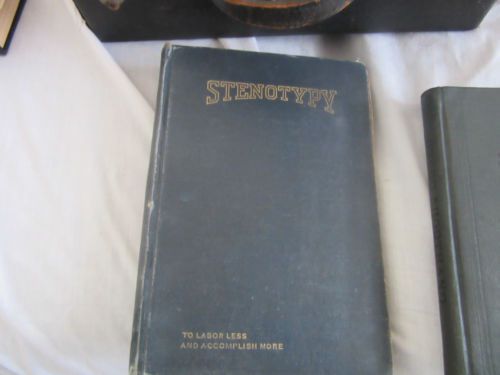 STENOTYPY
TO LABOR LESS
AND ACCOMPLISH MORE